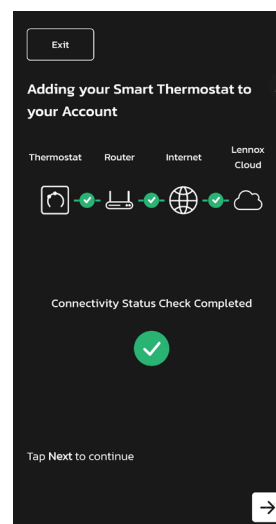 Exit
Adding your Smart Thermostat to
your Account
Thermostat Router Internet Lennox
Cloud
Connectivity Status Check Completed
Tap Next to continue